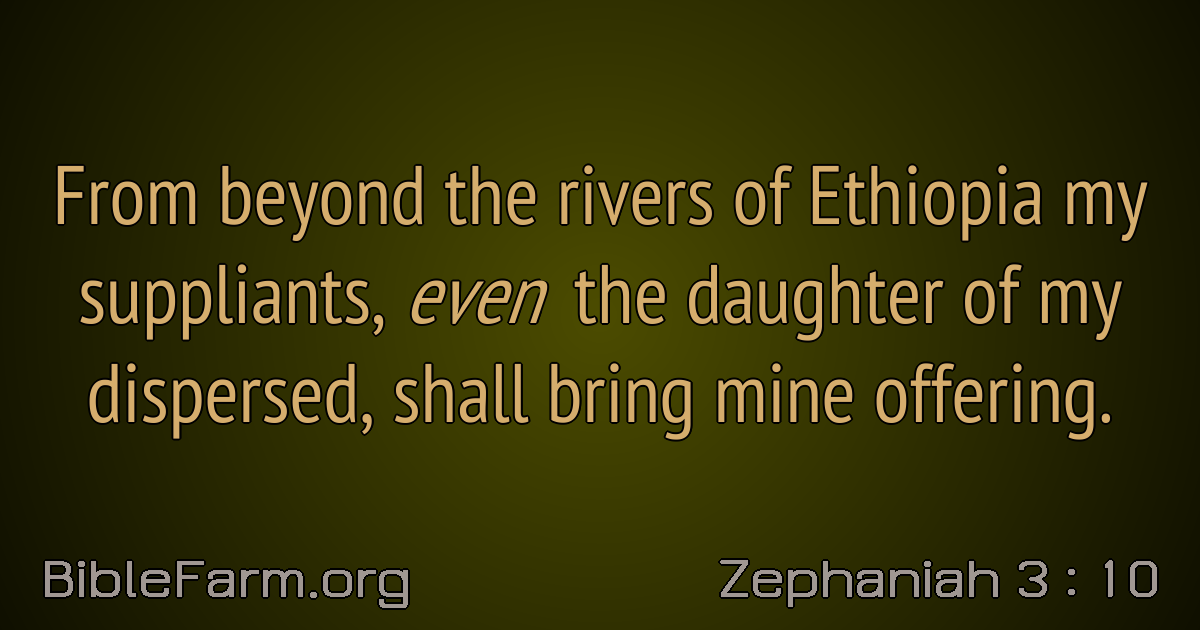 From beyond the rivers of Ethiopia my
suppliants, even the daughter of my
dispersed, shall bring mine offering.
BibleFarm.org
Zephaniah 3 : 10